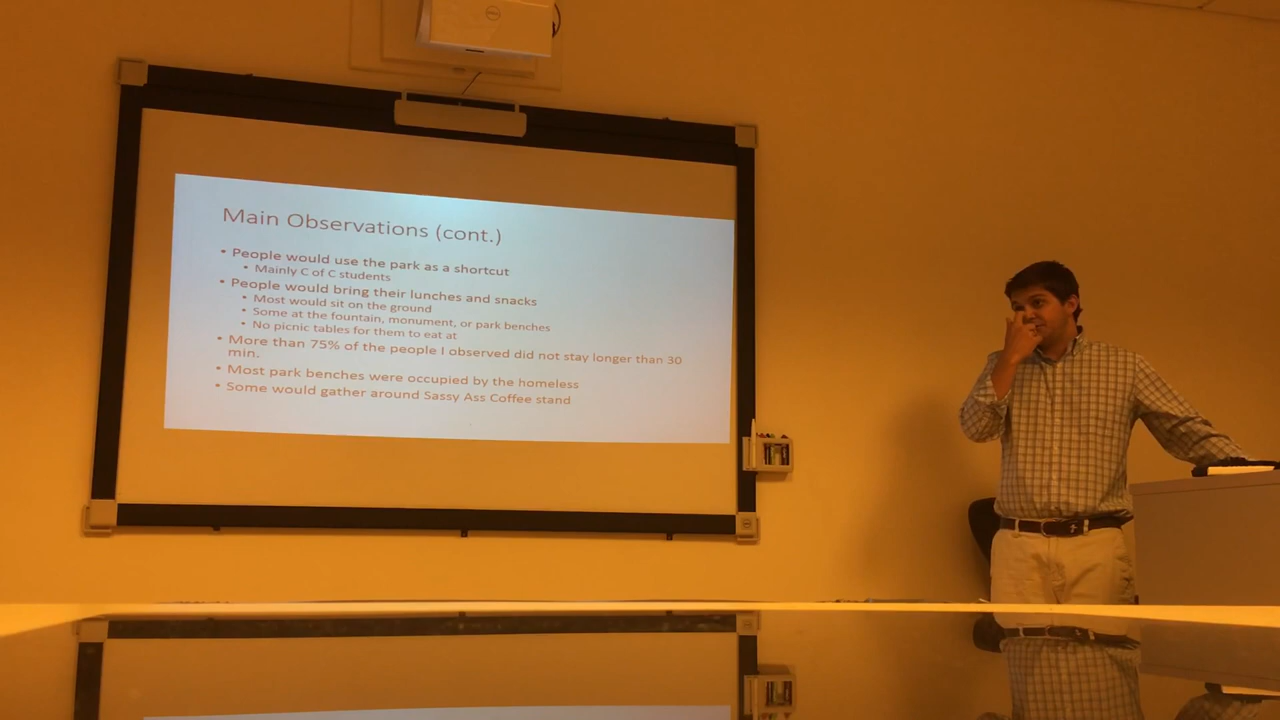 Main Observations (cont.)
• People would use the park as a shortcut
• Mainly C of C students
• People would bring their lunches and snacks
• Most would sit on the ground
• Some at the fountain, monument, or park benches
• No picnic tables for them to eat at
• More than 75% of the people I observed did not stay longer than 30
min.
• Most park benches were occupied by the homeless
• Some would gather around Sassy Ass Coffee stand